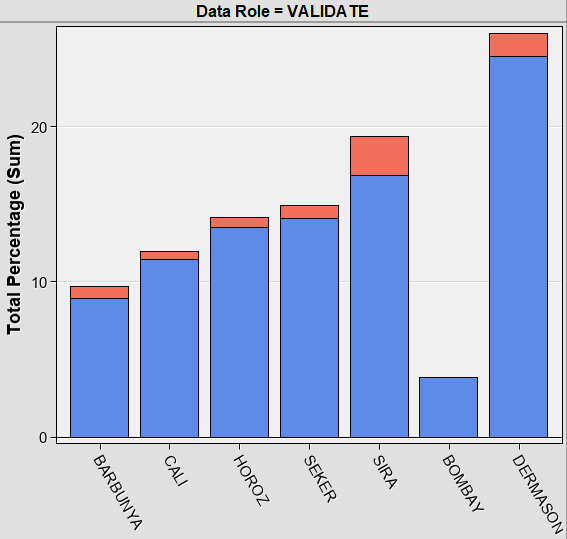 Data Role = VALIDATE
Total Percentage (Sum)
20
10
0
BARBUNYA
CALI
HOROZ
SEKER
SIRA
BOMBAY
DERMASON